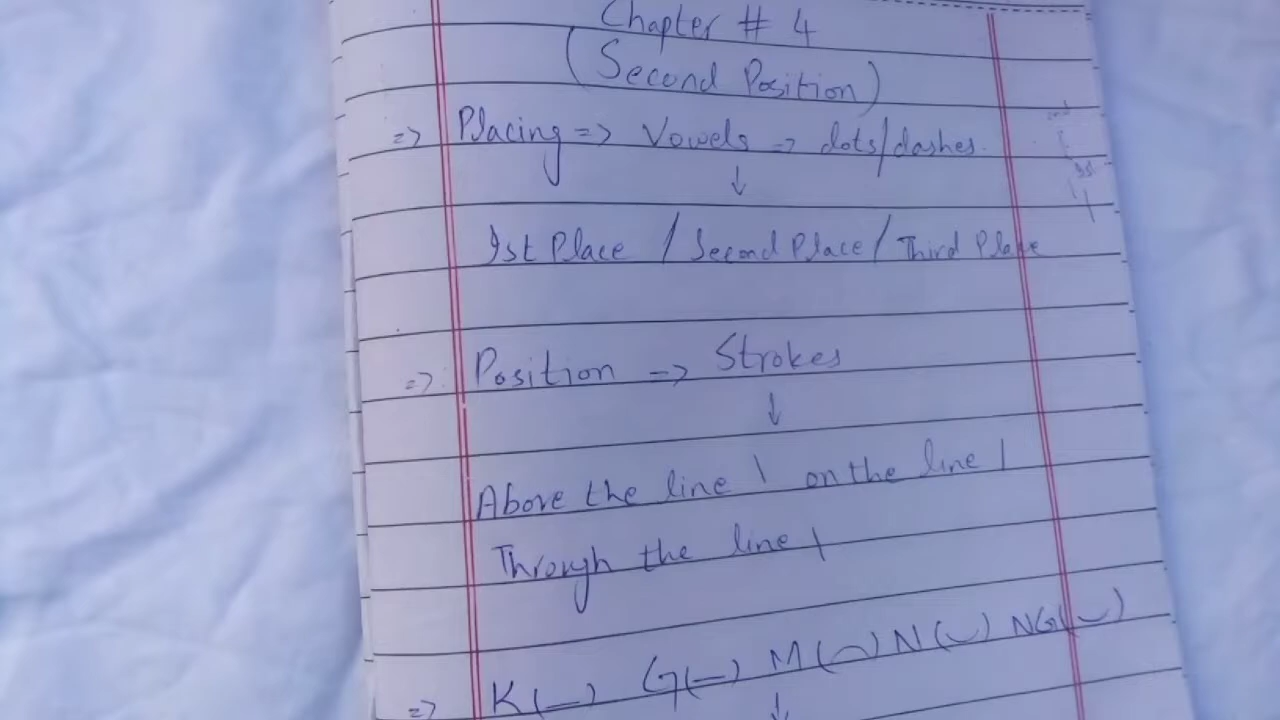 Chapter # 4
(Second Position)
=> Placing => Vowels => dots/dashes.
↓
Ist Place / Second Place / Third Place
=> Position => Strokes
↓
Above the line \ on the line /
Through the line \
=> K(—) G(—) M(⌒) N(‿) NG(‿)
↓